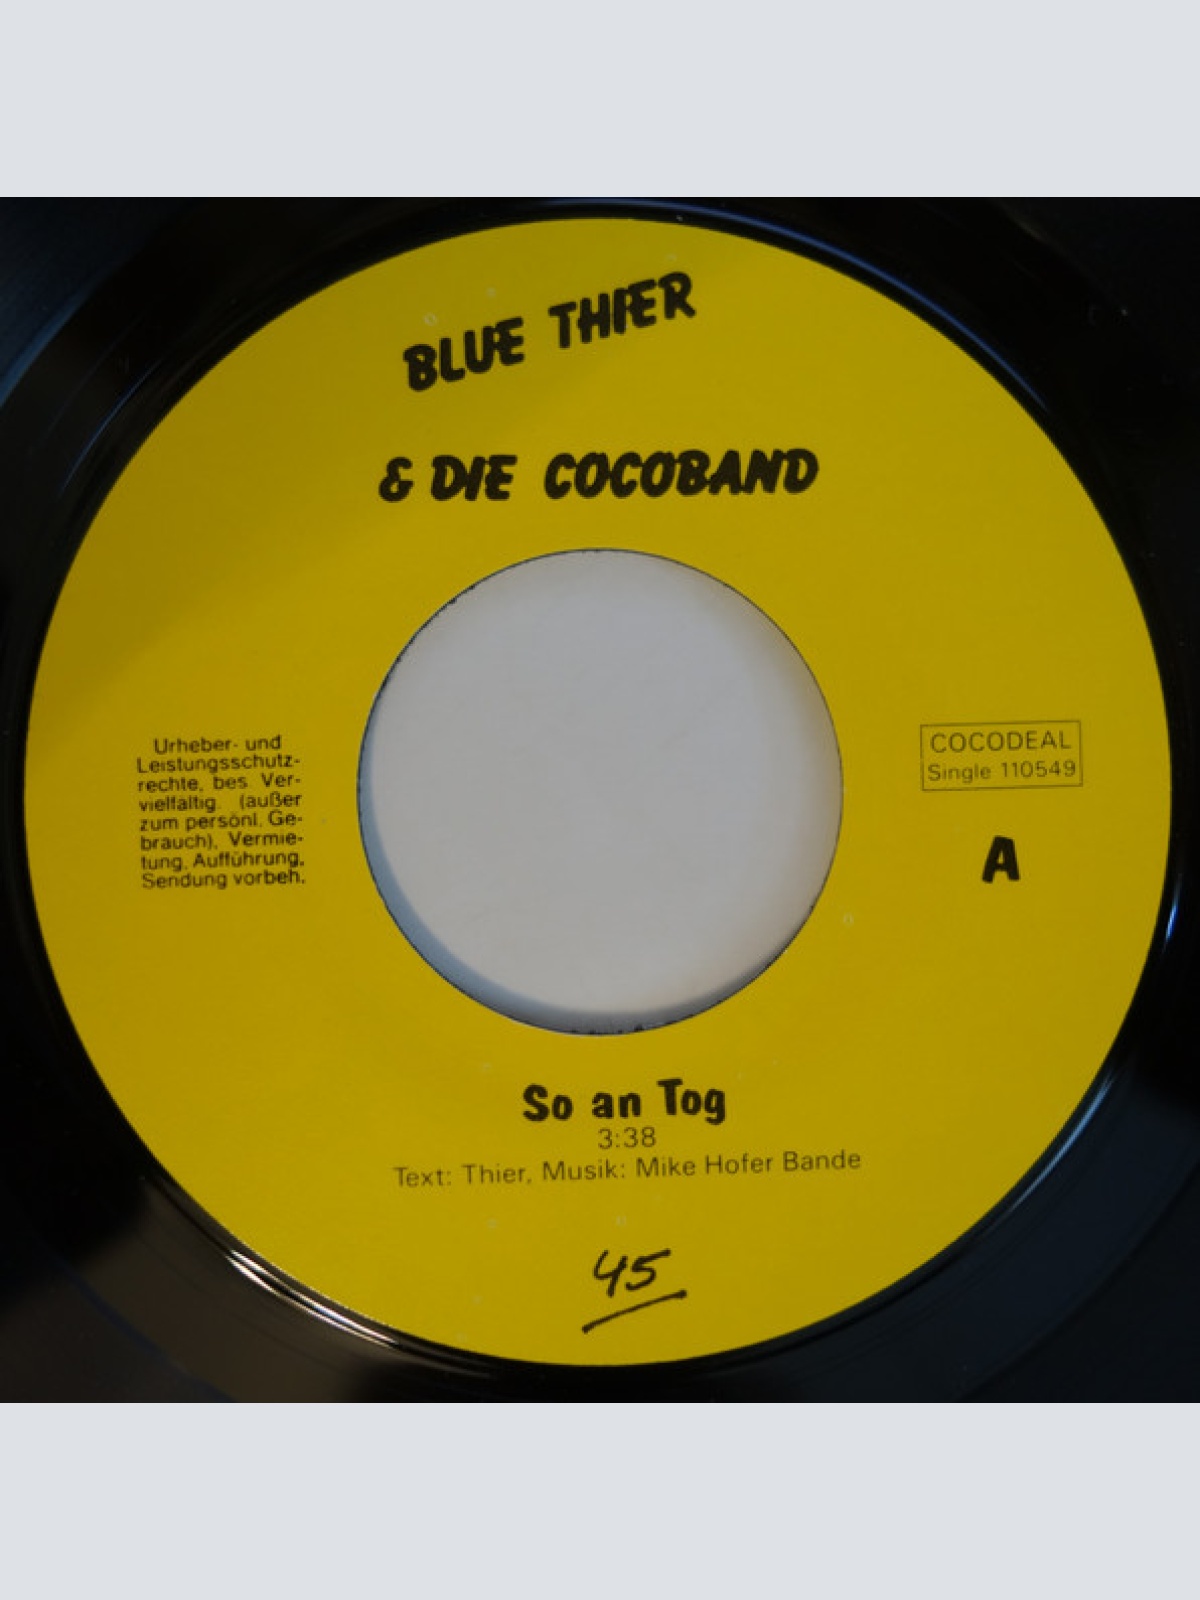 BLUE THIER
& DIE COCOBAND
Urheber- und
Leistungsschutz-
rechte, bes. Ver-
vielfältig. (außer
zum persönl. Ge-
brauch), Vermie-
tung, Aufführung,
Sendung vorbeh.
COCODEAL
Single 110549
A
So an Tog
3:38
Text: Thier, Musik: Mike Hofer Bande
45